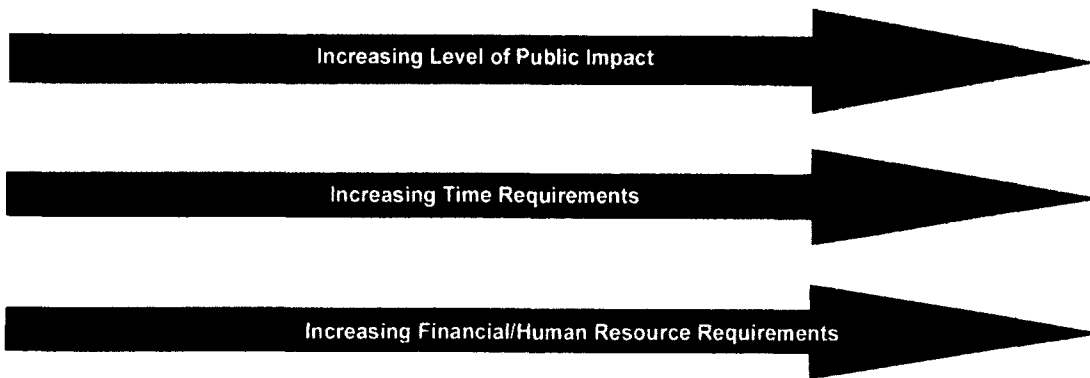 Increasing Level of Public Impact
Increasing Time Requirements
Increasing Financial/Human Resource Requirements